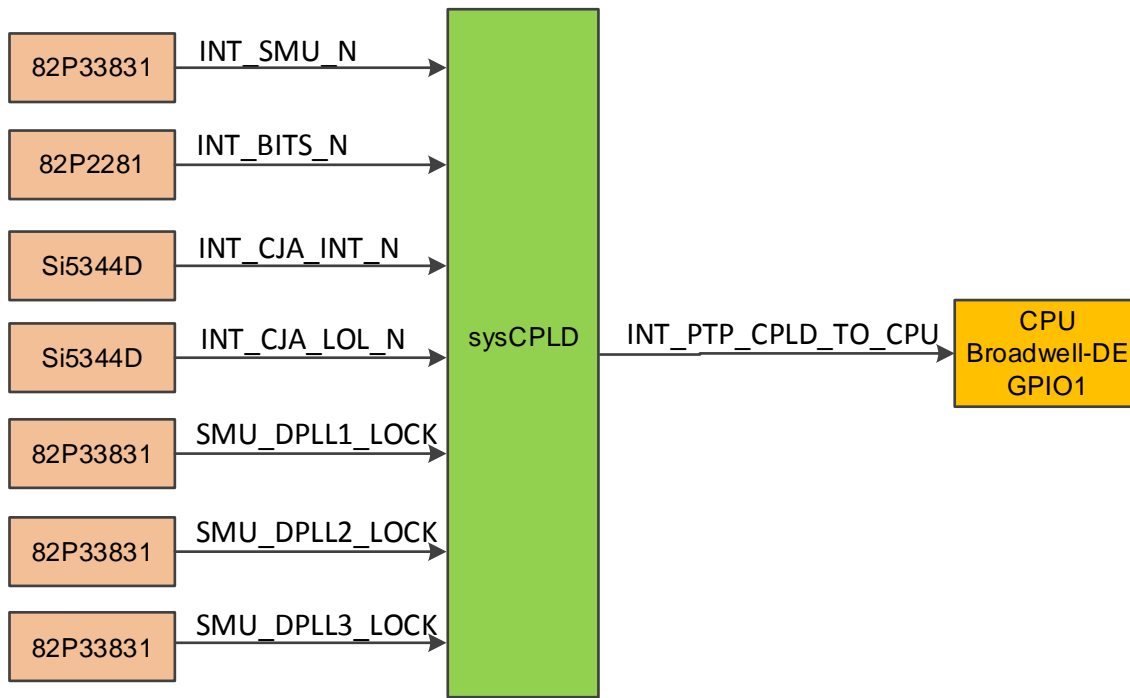 82P33831
INT_SMU_N
82P2281
INT_BITS_N
Si5344D
INT_CJA_INT_N
Si5344D
INT_CJA_LOL_N
82P33831
SMU_DPLL1_LOCK
82P33831
SMU_DPLL2_LOCK
82P33831
SMU_DPLL3_LOCK
sysCPLD
INT_PTP_CPLD_TO_CPU
CPU
Broadwell-DE
GPIO1